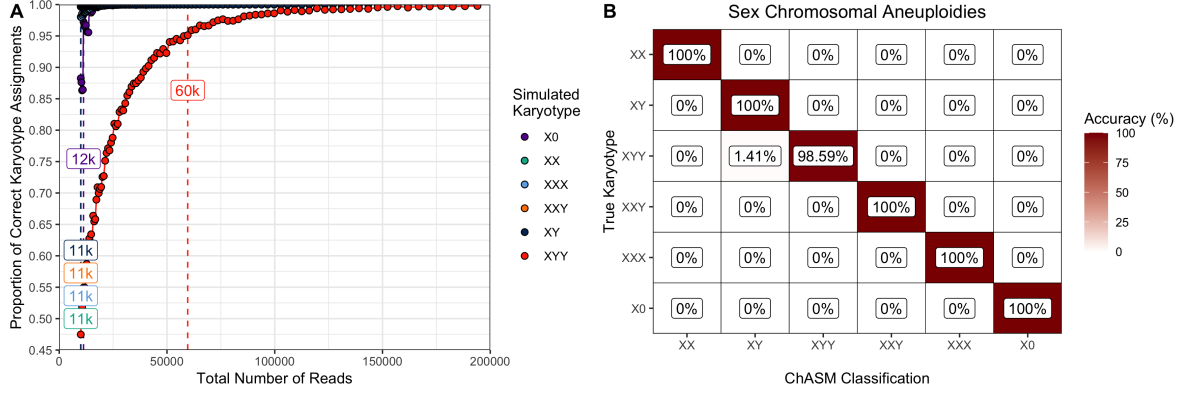 A
1.00
0.95
0.90
0.85
0.80
0.75
0.70
0.65
0.60
0.55
0.50
0.45
Proportion of Correct Karyotype Assignments
60k
12k
11k
11k
11k
11k
0
50000
100000
150000
200000
Total Number of Reads
Simulated
Karyotype
X0
XX
XXX
XXY
XY
XYY
B
Sex Chromosomal Aneuploidies
True Karyotype
XX 100% 0% 0% 0% 0% 0%
XY 0% 100% 0% 0% 0% 0%
XYY 0% 1.41% 98.59% 0% 0% 0%
XXY 0% 0% 0% 100% 0% 0%
XXX 0% 0% 0% 0% 100% 0%
X0 0% 0% 0% 0% 0% 100%
XX XY XYY XXY XXX X0
ChASM Classification
Accuracy (%)
100
75
50
25
0